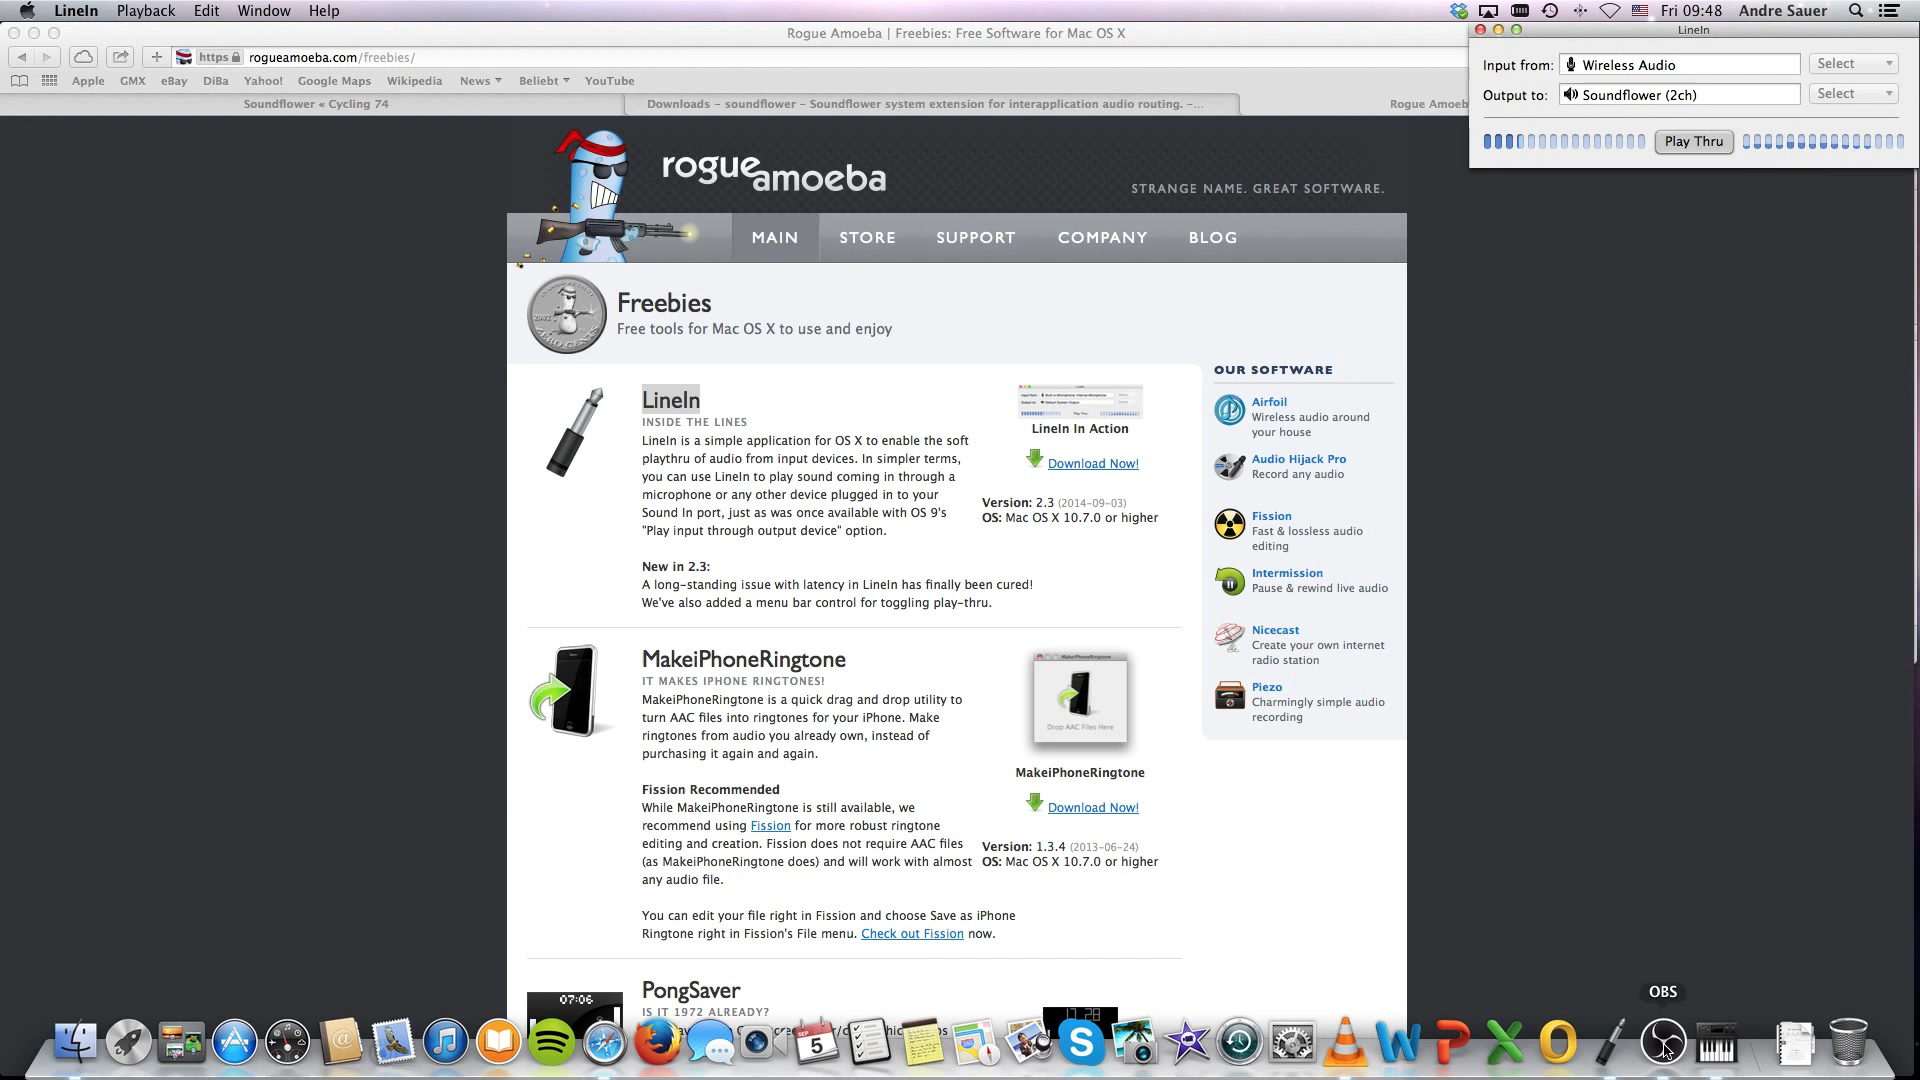 LineIn Playback Edit Window Help
Fri 09:48 Andre Sauer
Rogue Amoeba | Freebies: Free Software for Mac OS X
LineIn
https rogueamoeba.com/freebies/
Apple GMX eBay DiBa Yahoo! Google Maps Wikipedia News Beliebt YouTube
Soundflower « Cycling 74
Downloads - soundflower - Soundflower system extension for interapplication audio routing. -...
Rogue Amoeb
Input from: Wireless Audio Select
Output to: Soundflower (2ch) Select
Play Thru
rogue amoeba
STRANGE NAME. GREAT SOFTWARE.
MAIN STORE SUPPORT COMPANY BLOG
Freebies
Free tools for Mac OS X to use and enjoy
LineIn
INSIDE THE LINES
LineIn is a simple application for OS X to enable the soft
playthru of audio from input devices. In simpler terms,
you can use LineIn to play sound coming in through a
microphone or any other device plugged in to your
Sound In port, just as was once available with OS 9's
"Play input through output device" option.
New in 2.3:
A long-standing issue with latency in LineIn has finally been cured!
We've also added a menu bar control for toggling play-thru.
LineIn In Action
Download Now!
Version: 2.3 (2014-09-03)
OS: Mac OS X 10.7.0 or higher
MakeiPhoneRingtone
IT MAKES IPHONE RINGTONES!
MakeiPhoneRingtone is a quick drag and drop utility to
turn AAC files into ringtones for your iPhone. Make
ringtones from audio you already own, instead of
purchasing it again and again.
Fission Recommended
While MakeiPhoneRingtone is still available, we
recommend using Fission for more robust ringtone
editing and creation. Fission does not require AAC files
(as MakeiPhoneRingtone does) and will work with almost
any audio file.
You can edit your file right in Fission and choose Save as iPhone
Ringtone right in Fission's File menu. Check out Fission now.
Drop AAC Files Here
MakeiPhoneRingtone
Download Now!
Version: 1.3.4 (2013-06-24)
OS: Mac OS X 10.7.0 or higher
PongSaver
IS IT 1972 ALREADY?
07:06
OUR SOFTWARE
Airfoil
Wireless audio around
your house
Audio Hijack Pro
Record any audio
Fission
Fast & lossless audio
editing
Intermission
Pause & rewind live audio
Nicecast
Create your own internet
radio station
Piezo
Charmingly simple audio
recording
OBS
SEP
5